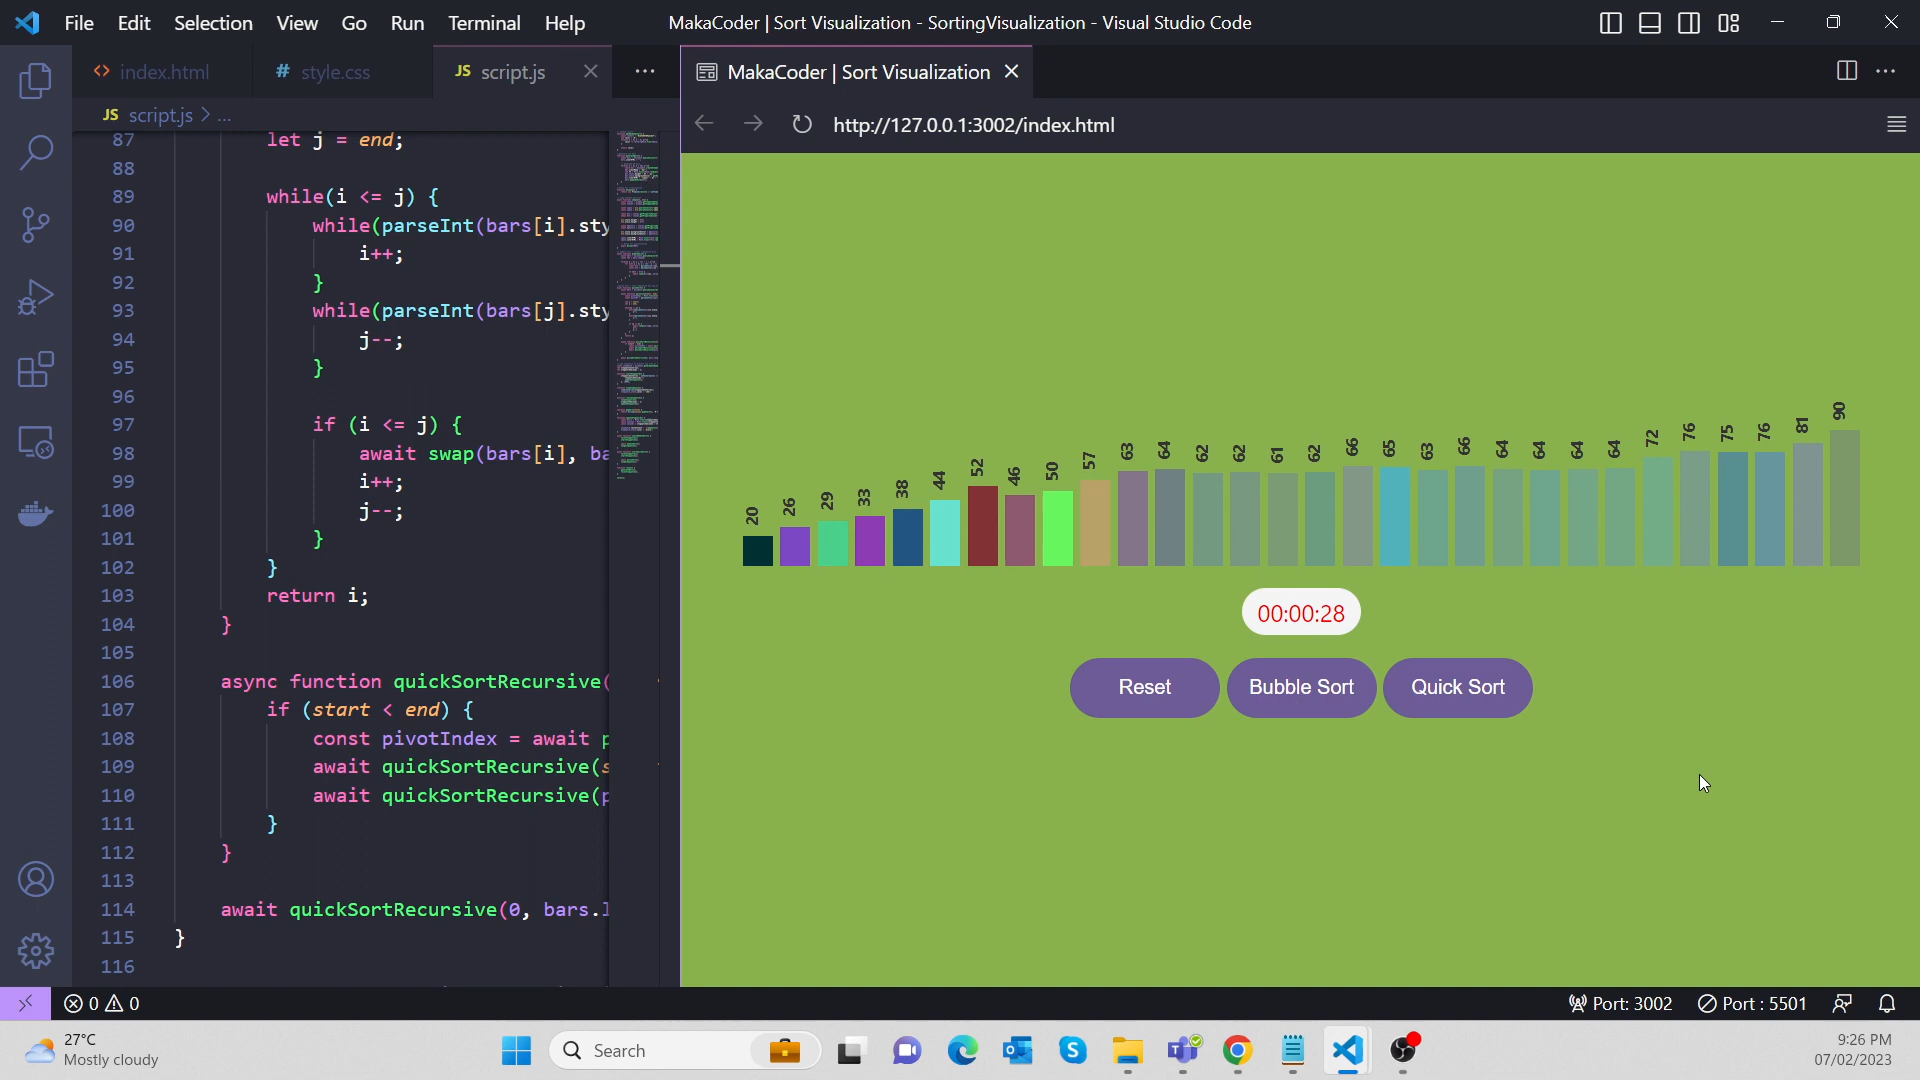 File Edit Selection View Go Run Terminal Help
MakaCoder | Sort Visualization - SortingVisualization - Visual Studio Code
<> index.html
# style.css
JS script.js
MakaCoder | Sort Visualization
JS script.js > ...
http://127.0.0.1:3002/index.html
87 let j = end;
88
89 while(i <= j) {
90 while(parseInt(bars[i].sty
91 i++;
92 }
93 while(parseInt(bars[j].sty
94 j--;
95 }
96
97 if (i <= j) {
98 await swap(bars[i], ba
99 i++;
100 j--;
101 }
102 }
103 return i;
104 }
105
106 async function quickSortRecursive(
107 if (start < end) {
108 const pivotIndex = await p
109 await quickSortRecursive(s
110 await quickSortRecursive(p
111 }
112 }
113
114 await quickSortRecursive(0, bars.l
115 }
116
20 26 29 33 38 44 52 46 50 57 63 64 62 62 61 62 66 65 63 66 64 64 64 64 72 76 75 76 81 90
00:00:28
Reset
Bubble Sort
Quick Sort
0 0
Port: 3002
Port : 5501
27°C
Mostly cloudy
Search
9:26 PM
07/02/2023